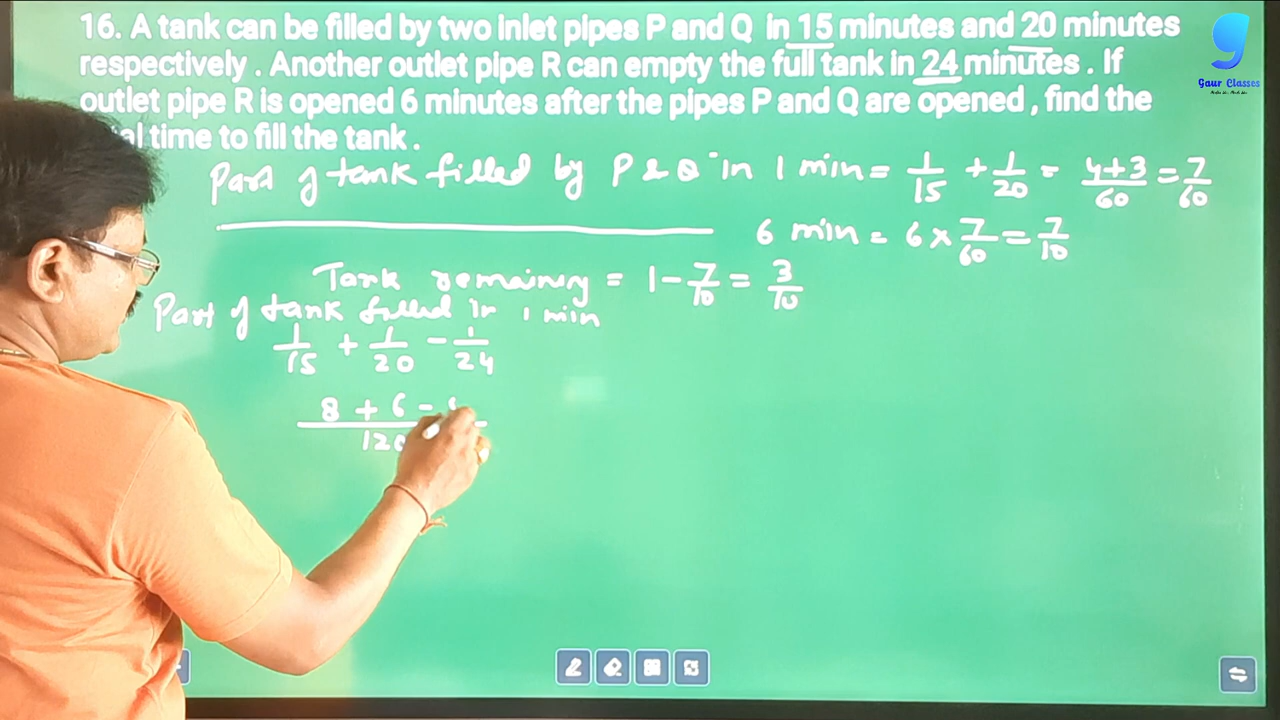 16. A tank can be filled by two inlet pipes P and Q in 15 minutes and 20 minutes
respectively . Another outlet pipe R can empty the full tank in 24 minutes . If
outlet pipe R is opened 6 minutes after the pipes P and Q are opened , find the
time to fill the tank .
g
Gaur Classes
Part of tank filled by P & Q in 1 min = 1/15 + 1/20 = 4+3/60 = 7/60
6 min = 6 × 7/60 = 7/10
Tank remaining = 1 - 7/10 = 3/10
Part of tank filled in 1 min
1/15 + 1/20 - 1/24
8 + 6 -
120